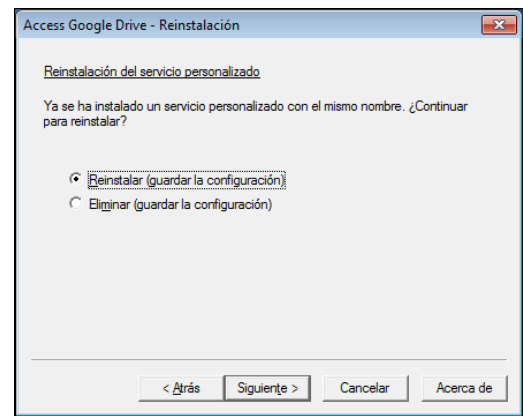 Access Google Drive - Reinstalación
Reinstalación del servicio personalizado
Ya se ha instalado un servicio personalizado con el mismo nombre. ¿Continuar
para reinstalar?
Reinstalar (guardar la configuración)
Eliminar (guardar la configuración)
< Atrás Siguiente > Cancelar Acerca de